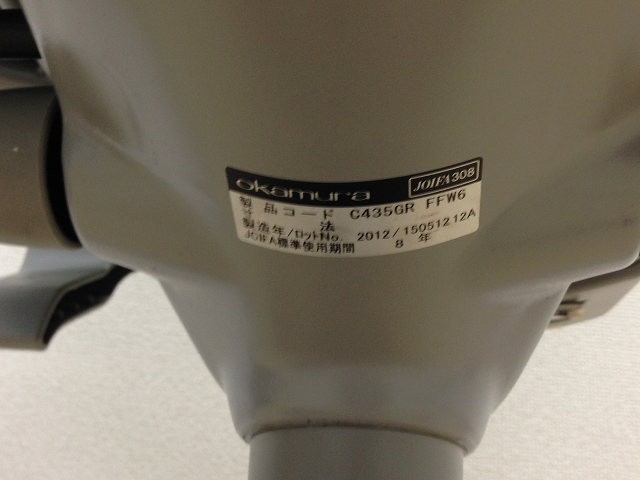 okamura JOIFA308
製品コード C435GR FFW6
寸 法
製造年/ロットNo. 2012/15051212A
JOIFA標準使用期間 8 年